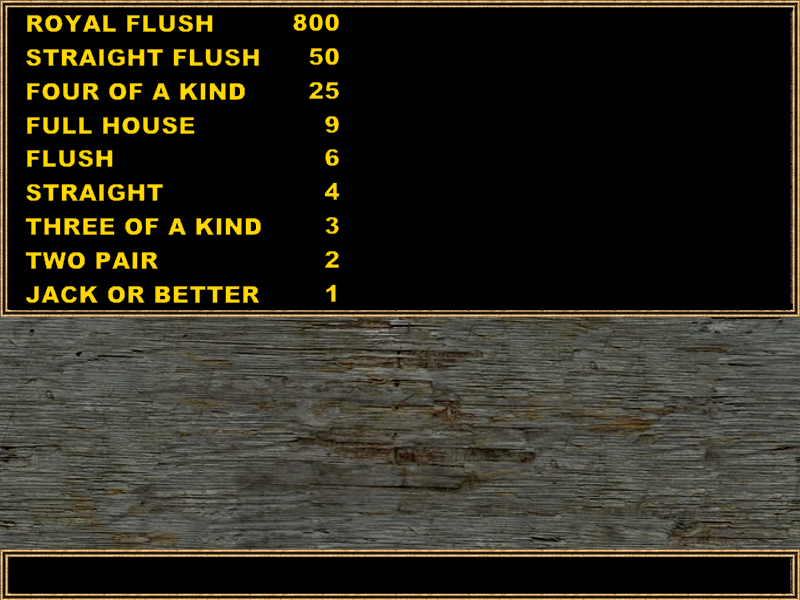 ROYAL FLUSH 800
STRAIGHT FLUSH 50
FOUR OF A KIND 25
FULL HOUSE 9
FLUSH 6
STRAIGHT 4
THREE OF A KIND 3
TWO PAIR 2
JACK OR BETTER 1